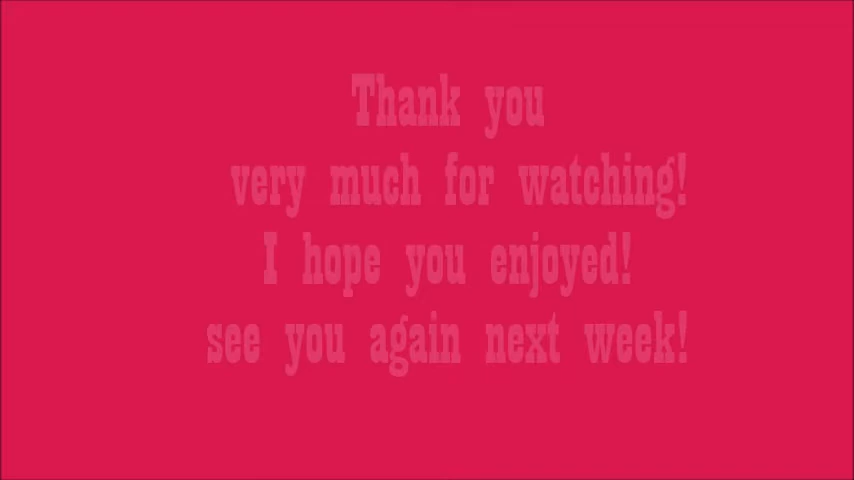 Thank you
very much for watching!
I hope you enjoyed!
see you again next week!